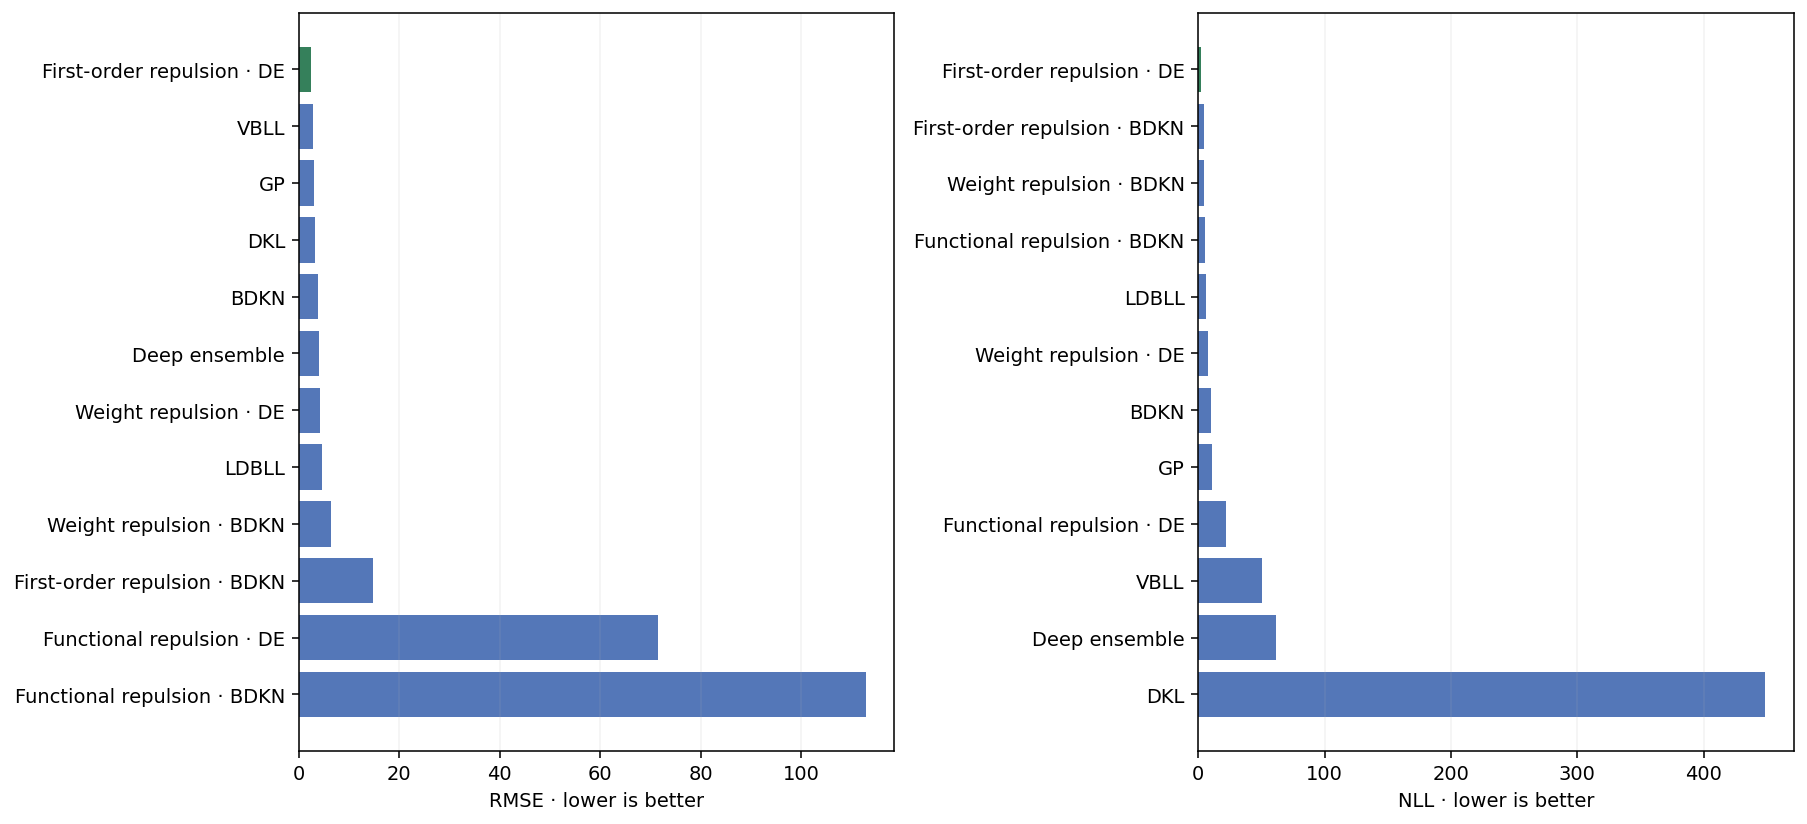 First-order repulsion · DE
VBLL
GP
DKL
BDKN
Deep ensemble
Weight repulsion · DE
LDBLL
Weight repulsion · BDKN
First-order repulsion · BDKN
Functional repulsion · DE
Functional repulsion · BDKN
0 20 40 60 80 100
RMSE · lower is better
First-order repulsion · DE
First-order repulsion · BDKN
Weight repulsion · BDKN
Functional repulsion · BDKN
LDBLL
Weight repulsion · DE
BDKN
GP
Functional repulsion · DE
VBLL
Deep ensemble
DKL
0 100 200 300 400
NLL · lower is better